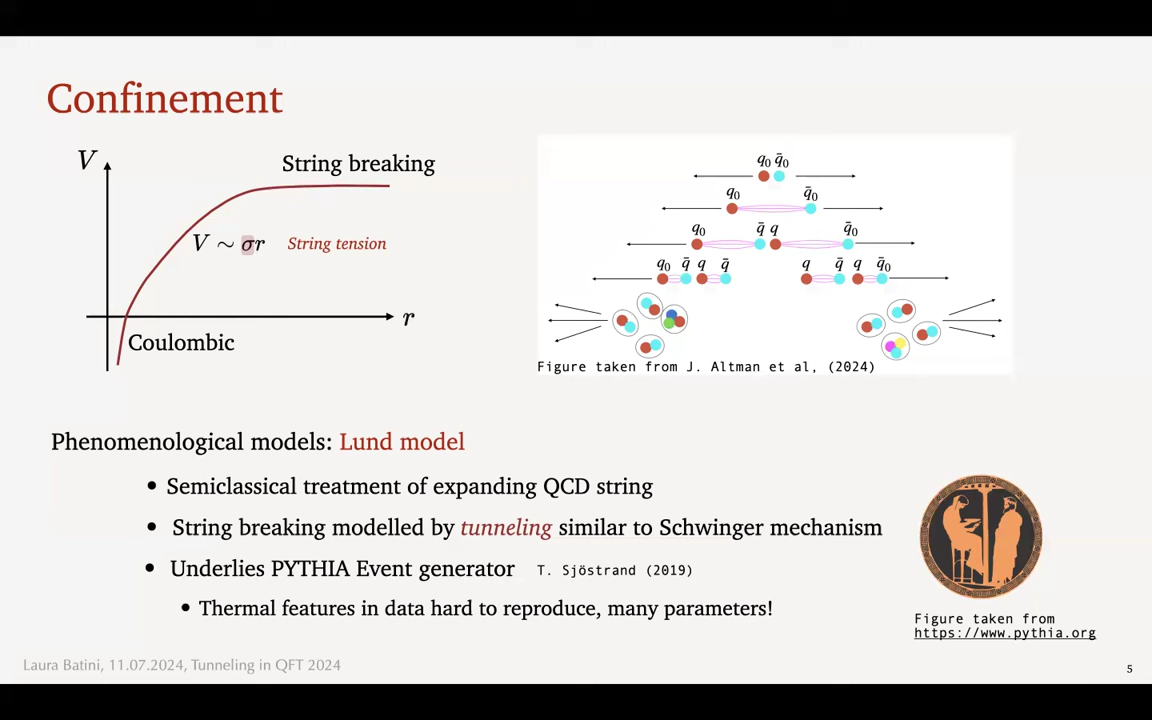 Confinement
V
String breaking
V ∼ σr
String tension
r
Coulombic
q₀ q̄₀
q₀ q̄₀
q₀ q̄ q q̄₀
q₀ q̄ q q̄ q q̄ q q̄₀
Figure taken from J. Altman et al, (2024)
Phenomenological models: Lund model
• Semiclassical treatment of expanding QCD string
• String breaking modelled by tunneling similar to Schwinger mechanism
• Underlies PYTHIA Event generator T. Sjöstrand (2019)
• Thermal features in data hard to reproduce, many parameters!
Figure taken from
https://www.pythia.org
Laura Batini, 11.07.2024, Tunneling in QFT 2024
5